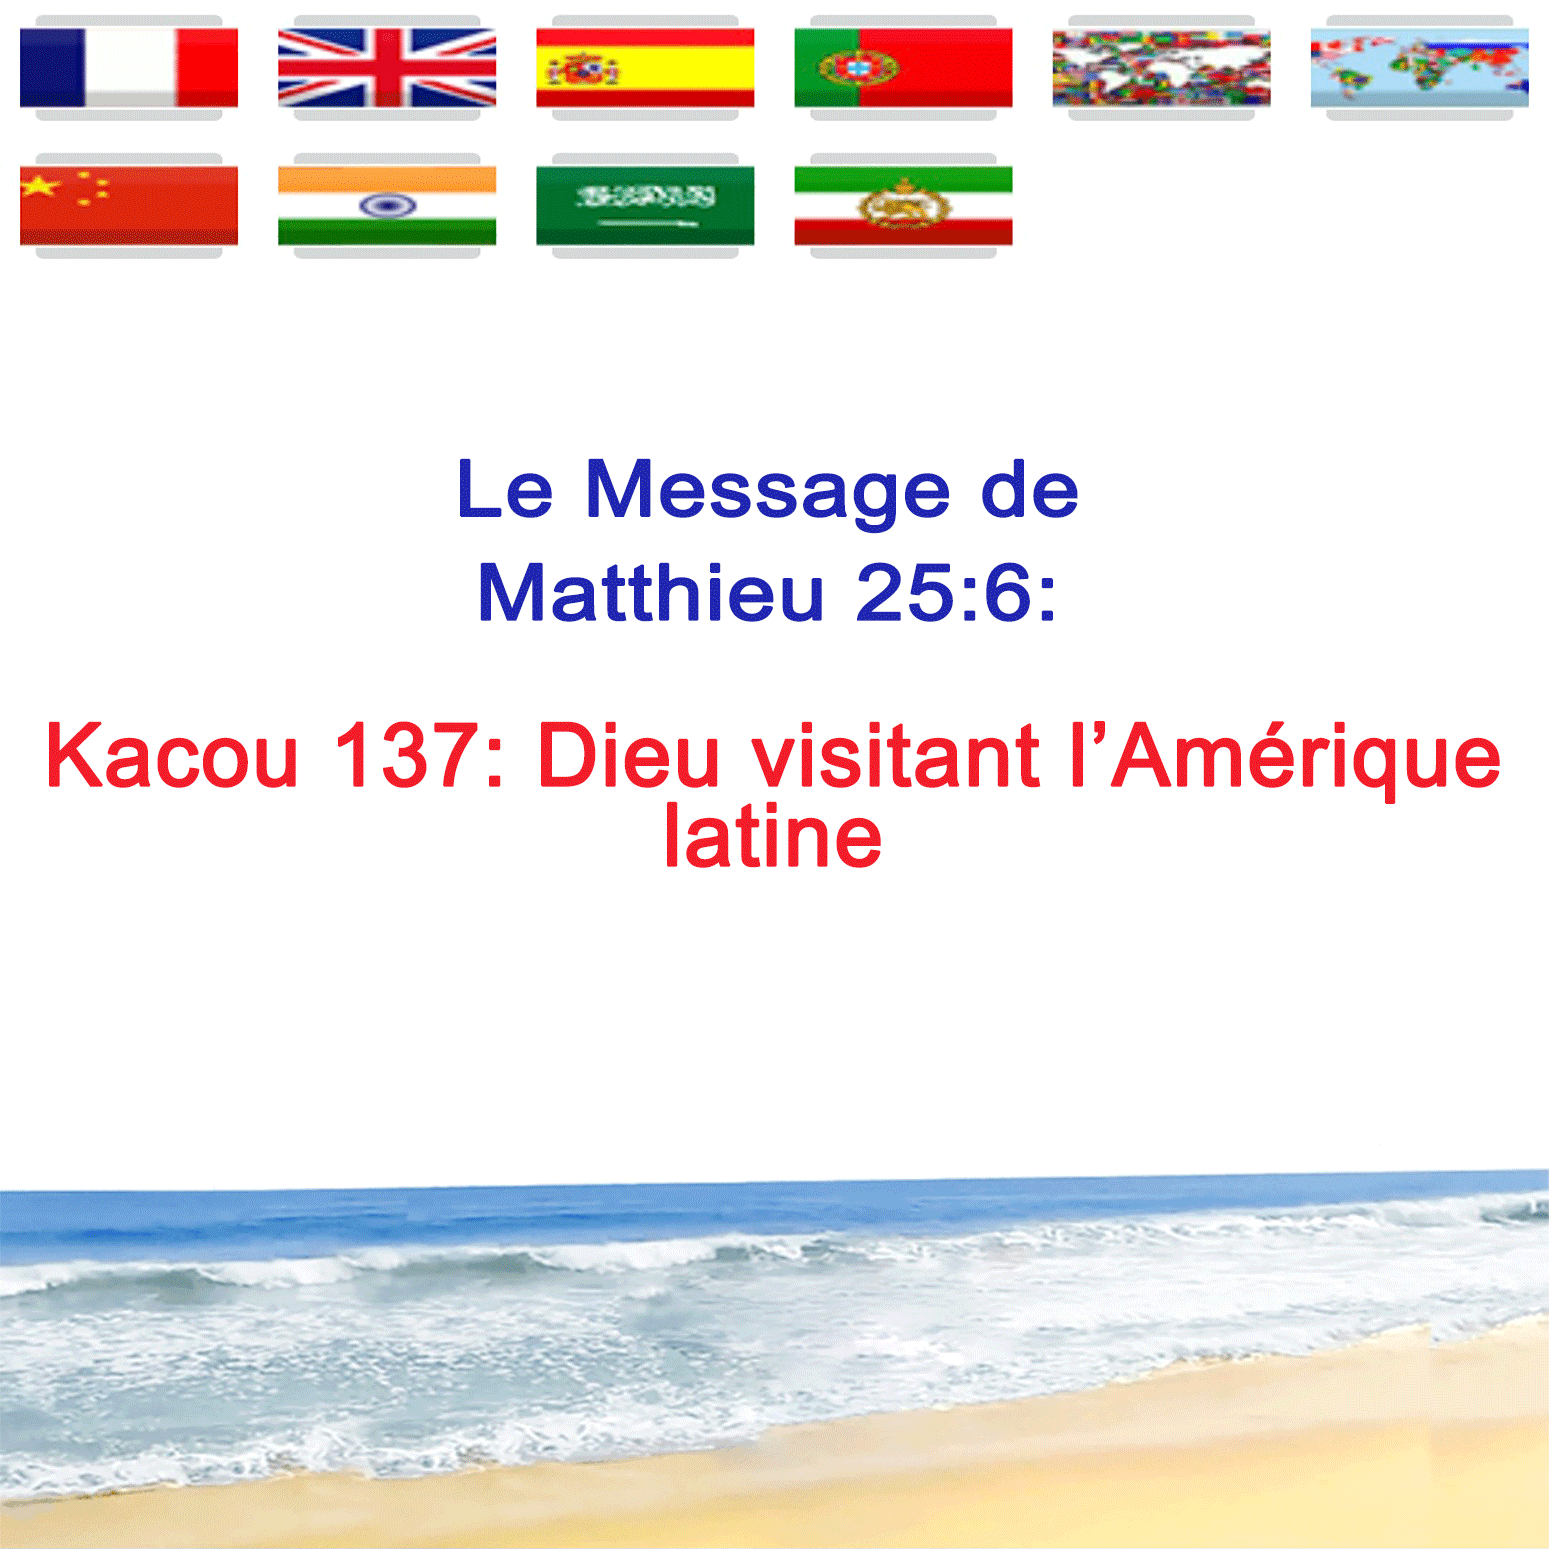 Le Message de
Matthieu 25:6:
Kacou 137: Dieu visitant l’Amérique
latine